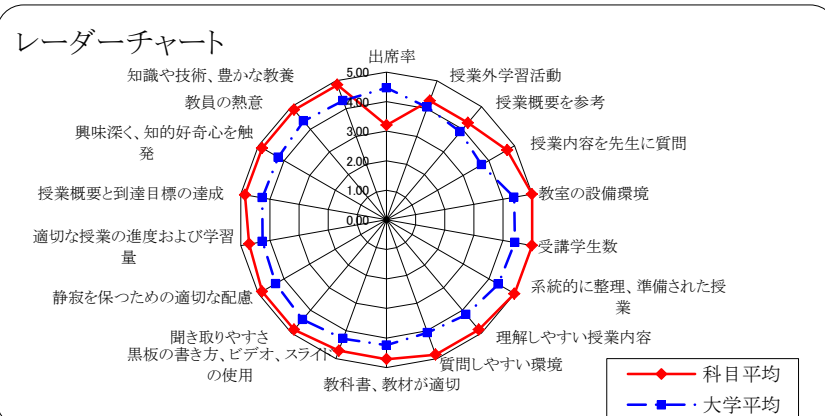 レーダーチャート
出席率
授業外学習活動
授業概要を参考
授業内容を先生に質問
教室の設備環境
受講学生数
系統的に整理、準備された授
業
理解しやすい授業内容
質問しやすい環境
教科書、教材が適切
黒板の書き方、ビデオ、スライド
の使用
聞き取りやすさ
静寂を保つための適切な配慮
適切な授業の進度および学習
量
授業概要と到達目標の達成
興味深く、知的好奇心を触
発
教員の熱意
知識や技術、豊かな教養
5.00
4.00
3.00
2.00
1.00
0.00
科目平均
大学平均